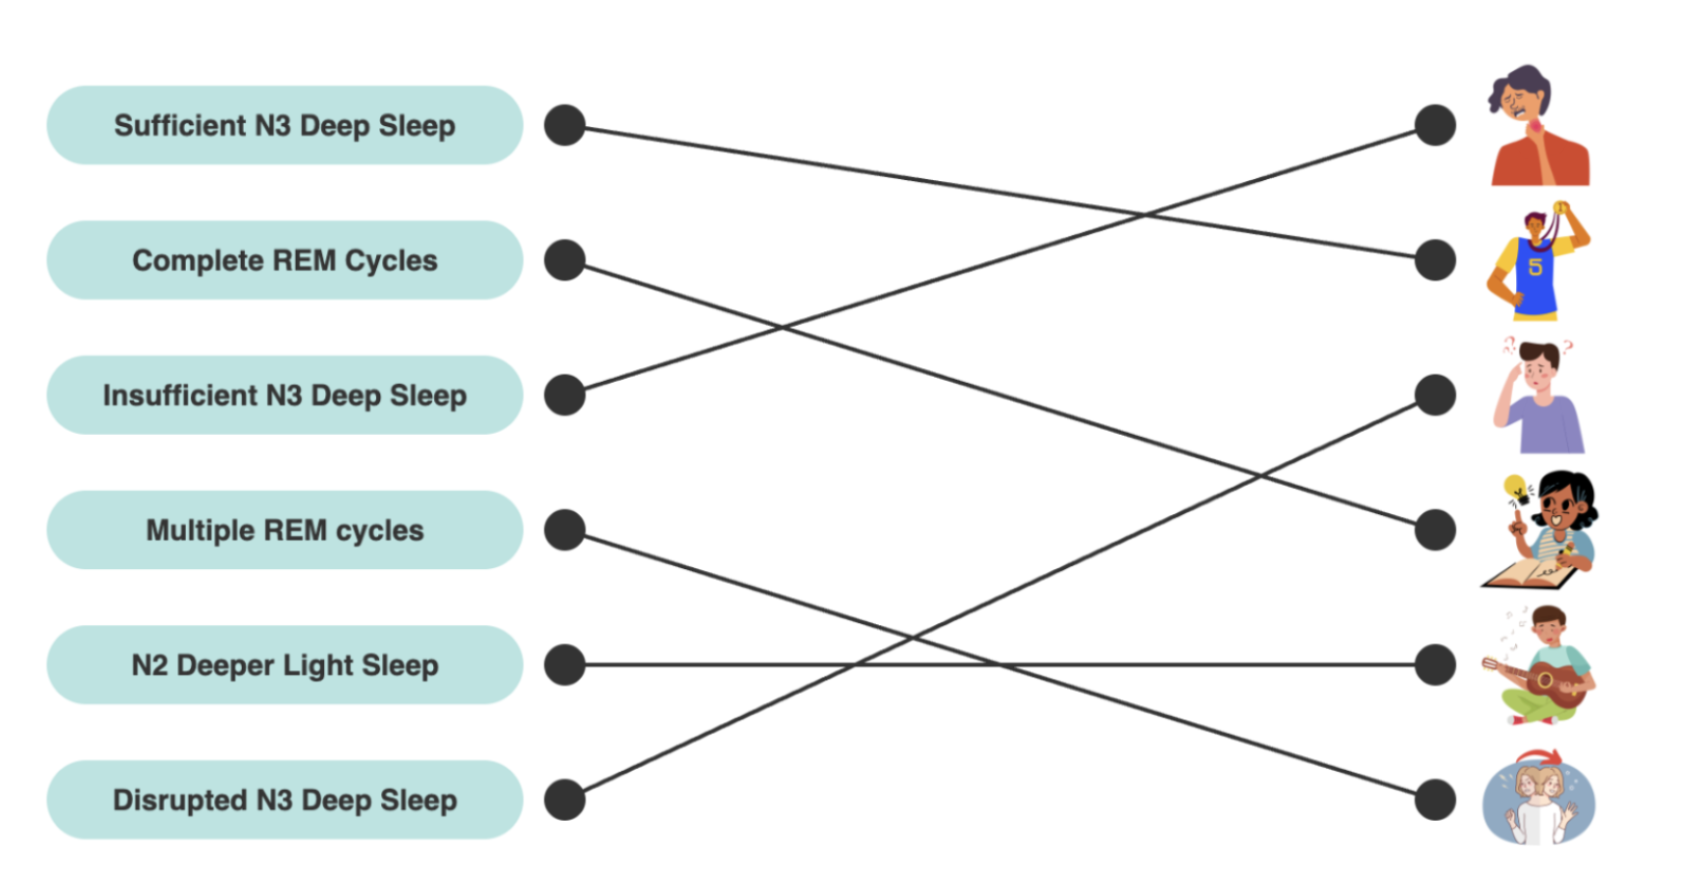 Sufficient N3 Deep Sleep
Complete REM Cycles
5
Insufficient N3 Deep Sleep
? ?
Multiple REM cycles
N2 Deeper Light Sleep
Disrupted N3 Deep Sleep